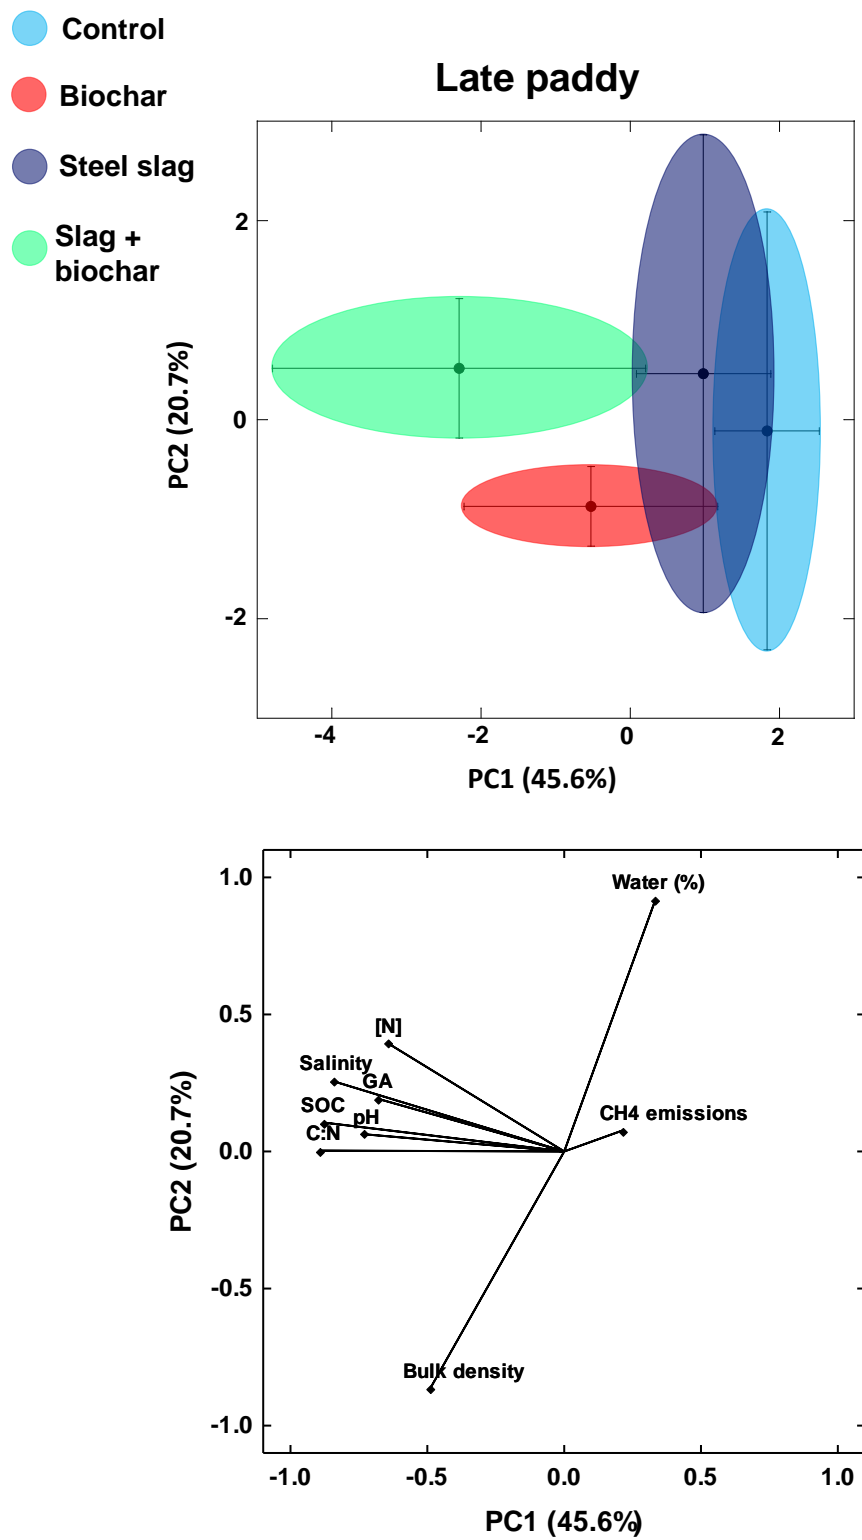 Control
Biochar
Steel slag
Slag +
biochar
Late paddy
2
0
-2
PC2 (20.7%)
-4
-2
0
2
PC1 (45.6%)
1.0
0.5
0.0
-0.5
-1.0
PC2 (20.7%)
Water (%)
[N]
Salinity
GA
SOC
pH
C:N
CH4 emissions
Bulk density
-1.0
-0.5
0.0
0.5
1.0
PC1 (45.6%)